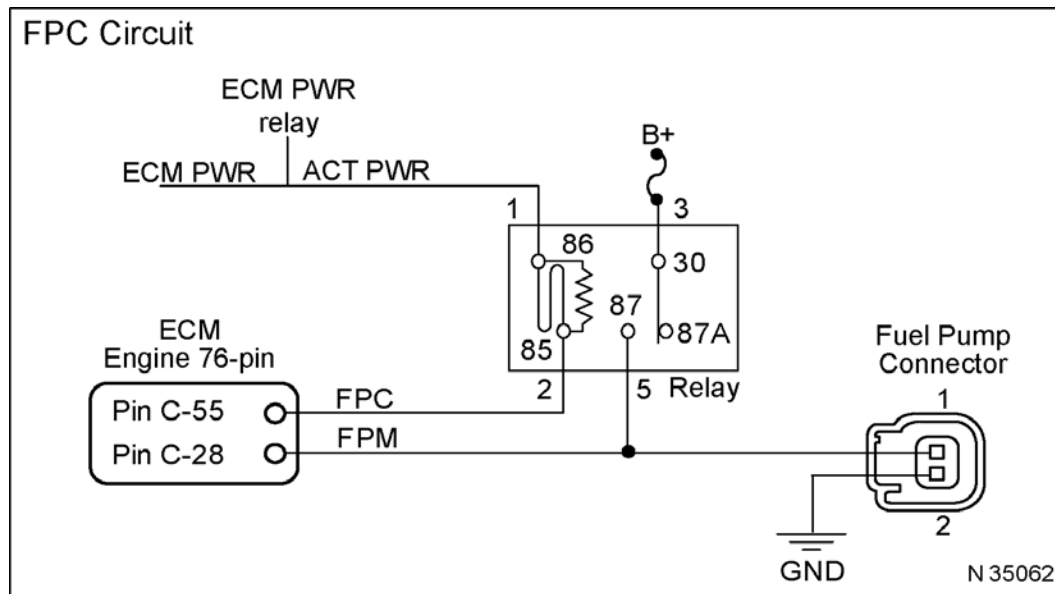 FPC Circuit
ECM PWR
relay
B+
ECM PWR
ACT PWR
1
3
86
30
87
87A
85
ECM
Engine 76-pin
Fuel Pump
Connector
2
5
Relay
1
Pin C-55
FPC
Pin C-28
FPM
2
GND
N 35062